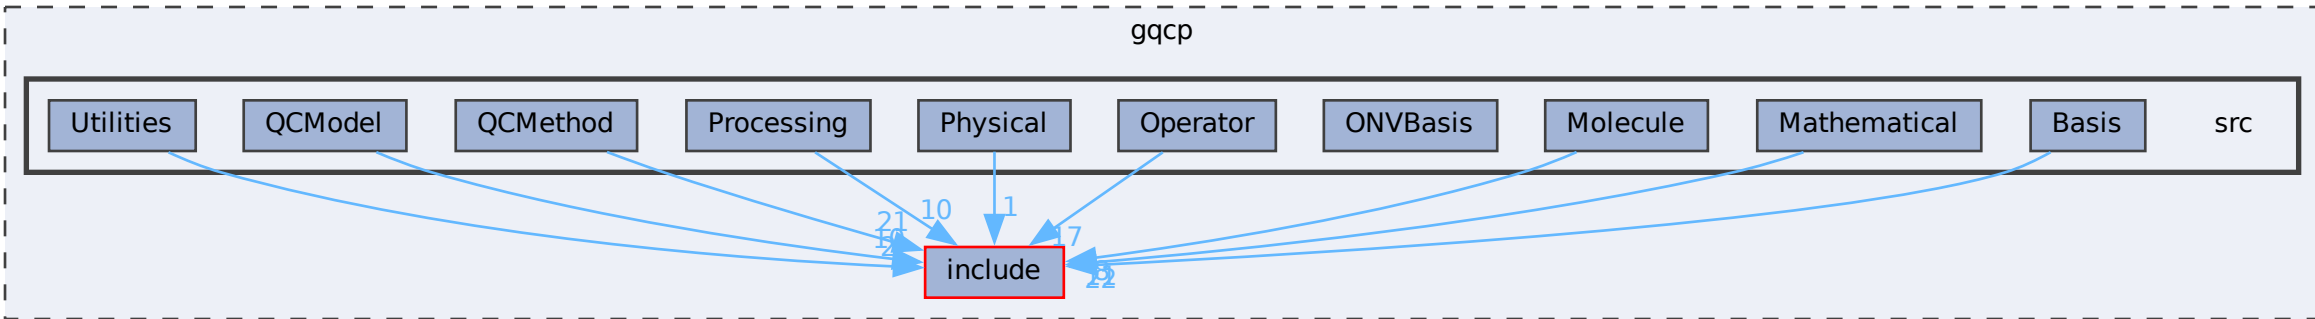 gqcp
Utilities
QCModel
QCMethod
Processing
Physical
Operator
ONVBasis
Molecule
Mathematical
Basis
src
10
1
21
17
include